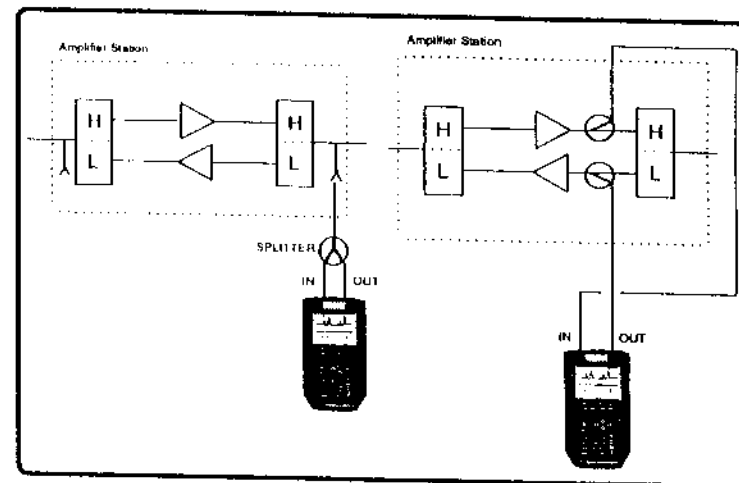 Amplifier Station
H
H
L
L
SPLITTER
IN
OUT
Amplifier Station
H
H
L
L
IN
OUT